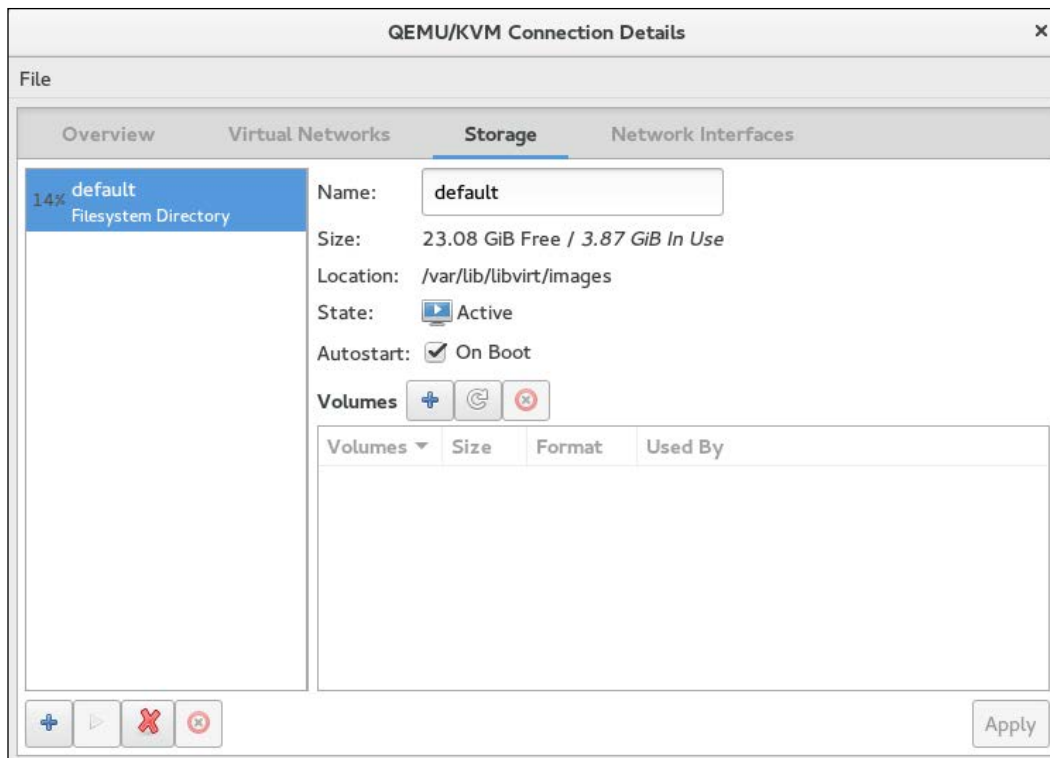 QEMU/KVM Connection Details
File
Overview Virtual Networks Storage Network Interfaces
14% default
Filesystem Directory
Name: default
Size: 23.08 GiB Free / 3.87 GiB In Use
Location: /var/lib/libvirt/images
State: Active
Autostart: On Boot
Volumes
Volumes Size Format Used By
Apply